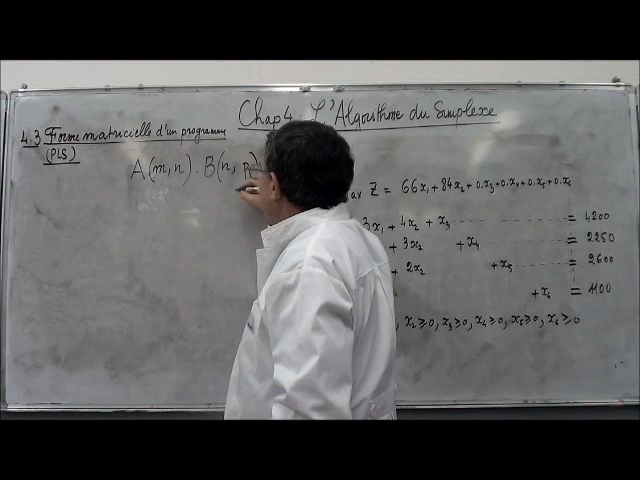 Chap 4. L'Algorithme du Simplexe
4.3 Forme matricielle d'un programme
(PLS)
A(m,n) . B(n, p)
ax Z = 66x₁ + 84x₂ + 0.x₃ + 0.x₄ + 0.x₅ + 0.x₆
3x₁ + 4x₂ + x₃ = 4200
+ 3x₂ + x₄ = 2250
+ 2x₂ + x₅ = 2600
+ x₆ = 1100
, x₂ ≥ 0, x₃ ≥ 0, x₄ ≥ 0, x₅ ≥ 0, x₆ ≥ 0